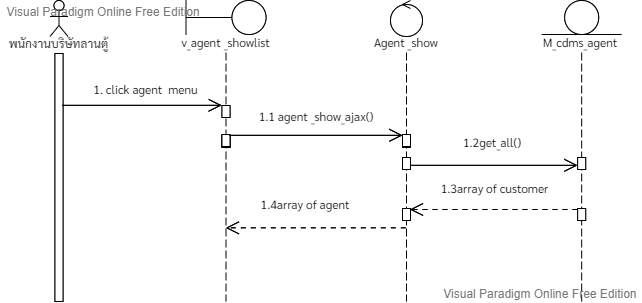 Visual Paradigm Online Free Edition
พนักงานบริษัทลานตู้
v_agent_showlist
Agent_show
M_cdms_agent
1. click agent menu
1.1 agent_show_ajax()
1.2get_all()
1.3array of customer
1.4array of agent
Visual Paradigm Online Free Edition